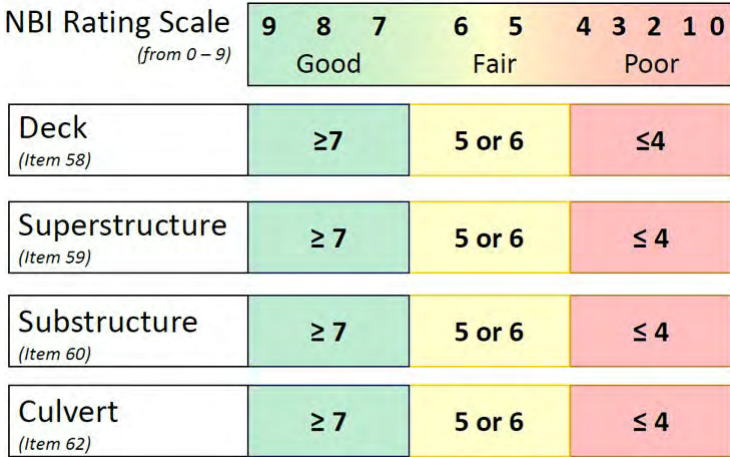 NBI Rating Scale
(from 0 – 9)
9 8 7 6 5 4 3 2 1 0
Good Fair Poor
Deck
(Item 58)
≥7 5 or 6 ≤4
Superstructure
(Item 59)
≥ 7 5 or 6 ≤ 4
Substructure
(Item 60)
≥ 7 5 or 6 ≤ 4
Culvert
(Item 62)
≥ 7 5 or 6 ≤ 4